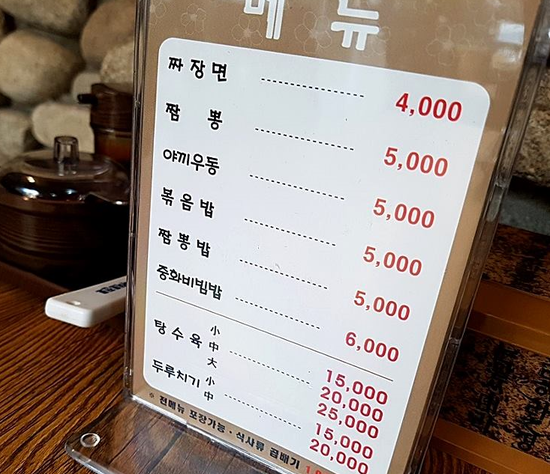 메뉴
짜장면 4,000
짬뽕 5,000
야끼우동 5,000
볶음밥 5,000
짬뽕밥 5,000
중화비빔밥 6,000
탕수육 小 15,000
中 20,000
大 25,000
두루치기 小 15,000
中 20,000
※ 전메뉴 포장가능 · 식사류 곱배기